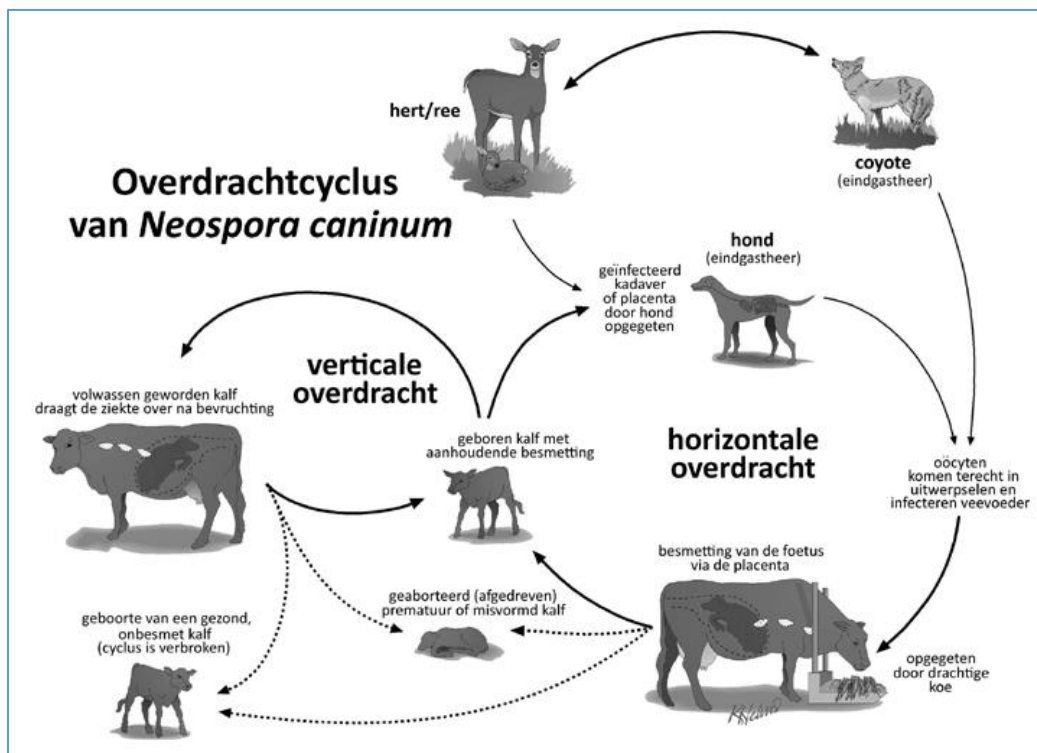 hert/ree
coyote
(eindgastheer)
Overdrachtcyclus
van Neospora caninum
hond
(eindgastheer)
geïnfecteerd
kadaver
of placenta
door hond
opgegeten
verticale
overdracht
volwassen geworden kalf
draagt de ziekte over na bevruchting
geboren kalf met
aanhoudende besmetting
horizontale
overdracht
oöcyten
komen terecht in
uitwerpselen en
infecteren veevoeder
besmetting van de foetus
via de placenta
geaborteerd (afgedreven)
prematuur of misvormd kalf
geboorte van een gezond,
onbesmet kalf
(cyclus is verbroken)
opgegeten
door drachtige
koe